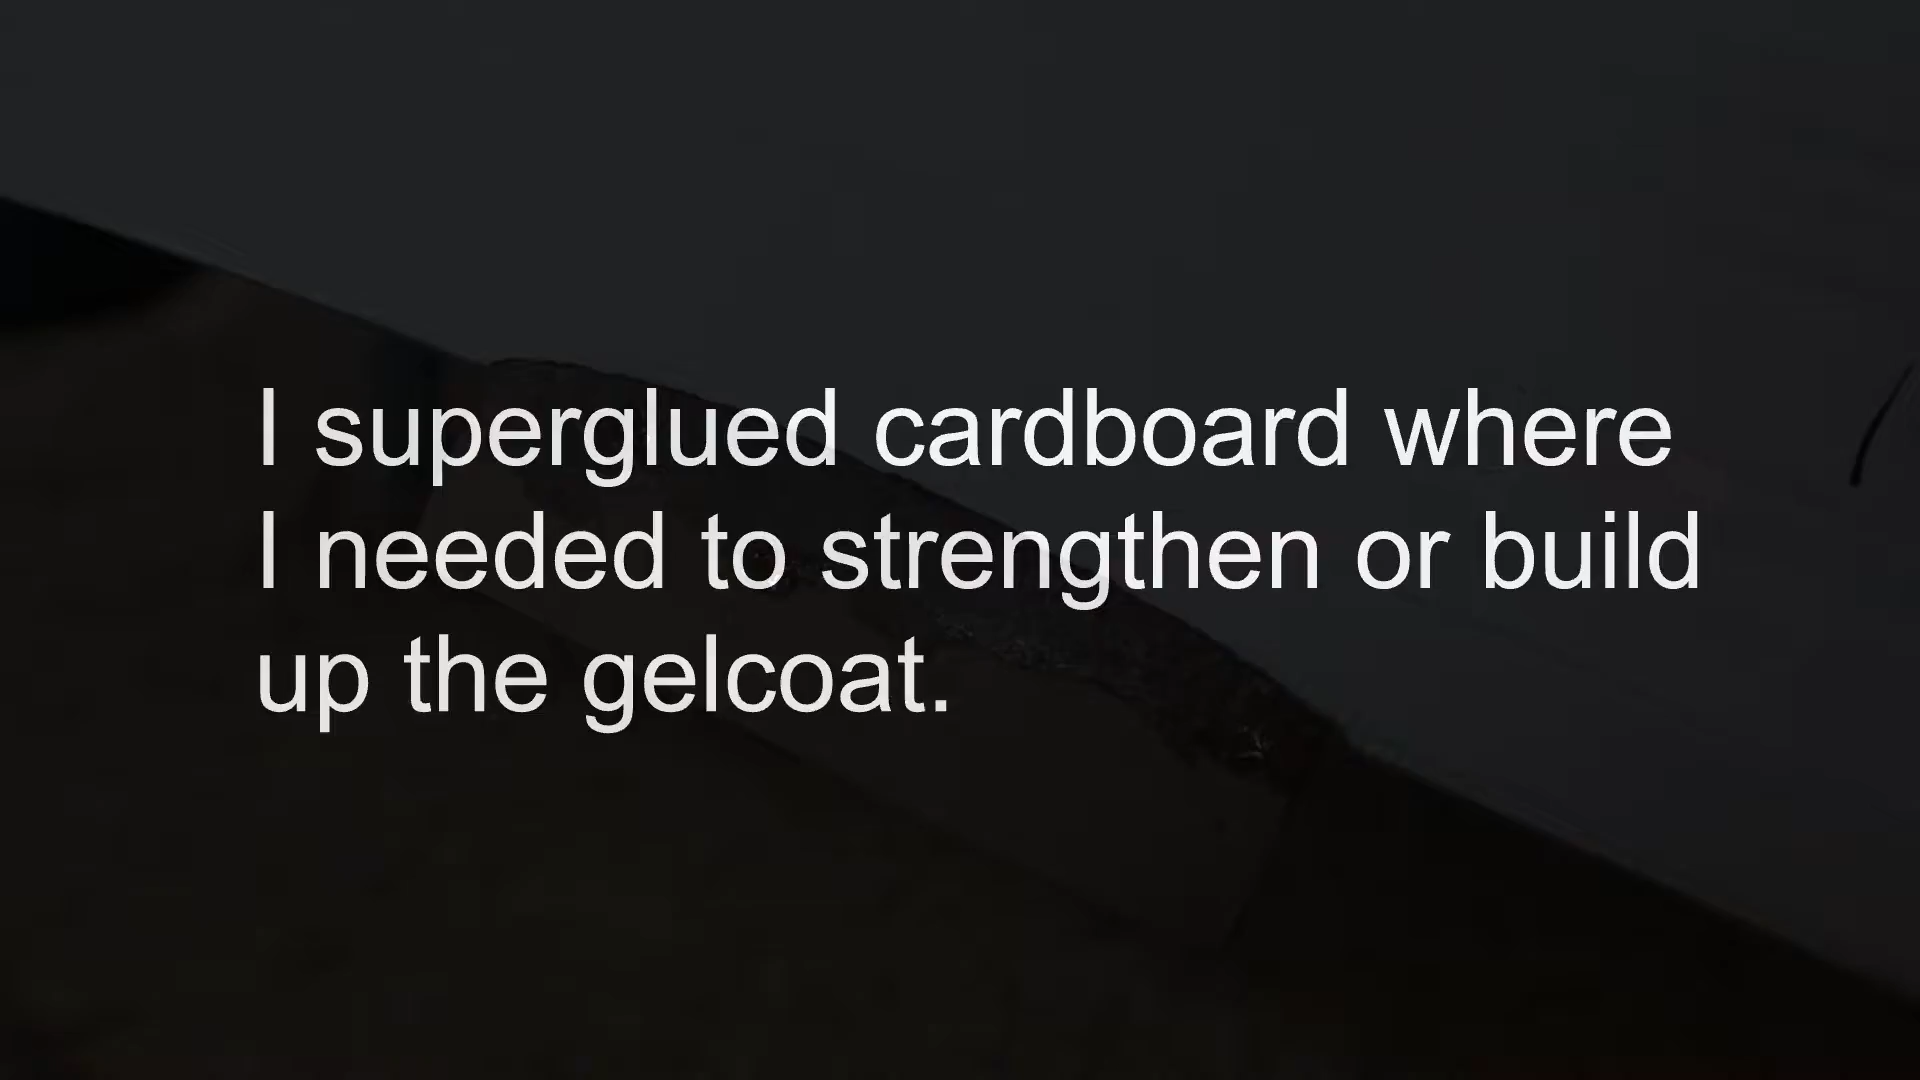 I superglued cardboard where
I needed to strengthen or build
up the gelcoat.